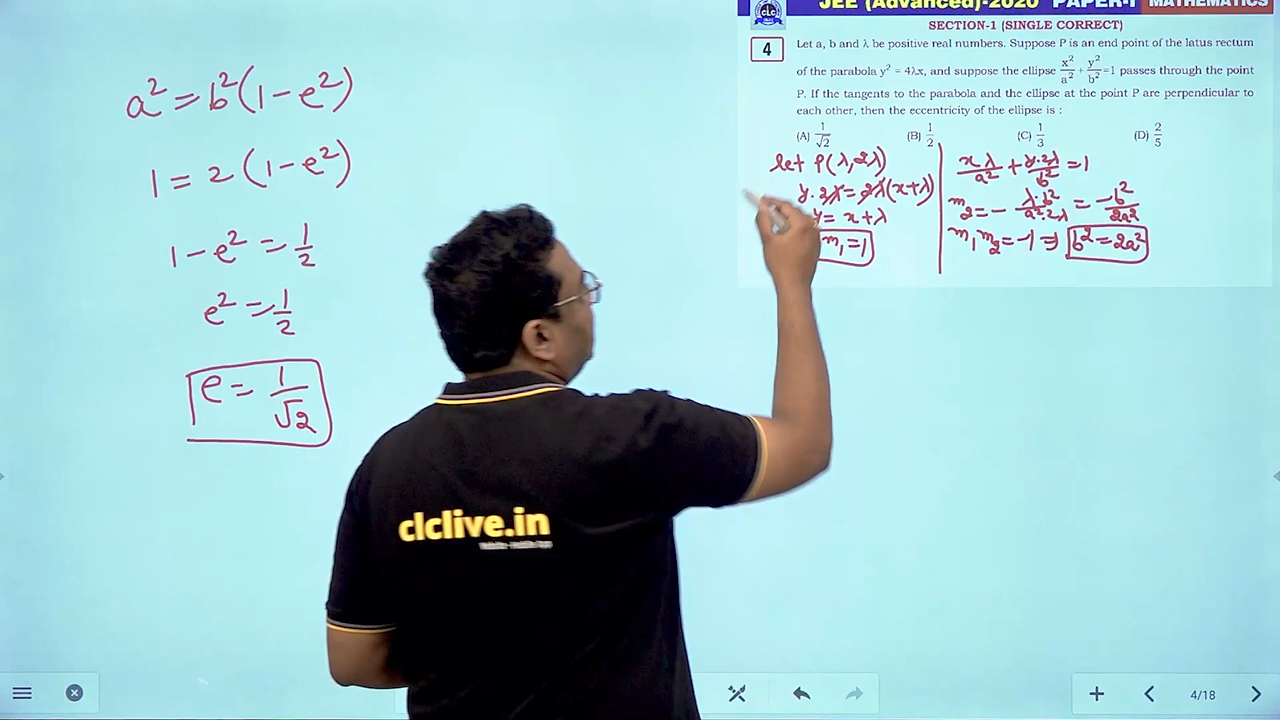 JEE (Advanced)-2020 PAPER-I MATHEMATICS
CLC
SECTION-1 (SINGLE CORRECT)
4
Let a, b and λ be positive real numbers. Suppose P is an end point of the latus rectum
of the parabola y² = 4λx, and suppose the ellipse x²/a² + y²/b² =1 passes through the point
P. If the tangents to the parabola and the ellipse at the point P are perpendicular to
each other, then the eccentricity of the ellipse is :
(A) 1/√2 (B) 1/2 (C) 1/3 (D) 2/5
let P(λ,2λ)
y·2λ = 2λ(x+λ)
y = x+λ
m₁=1
xλ/a² + y·2λ/b² = 1
m₂ = - λ·b²/a²·2λ = -b²/2a²
m₁m₂ = -1 ⇒ b² = 2a²
a² = b²(1-e²)
1 = 2(1-e²)
1-e² = 1/2
e² = 1/2
e = 1/√2
clclive.in
4/18